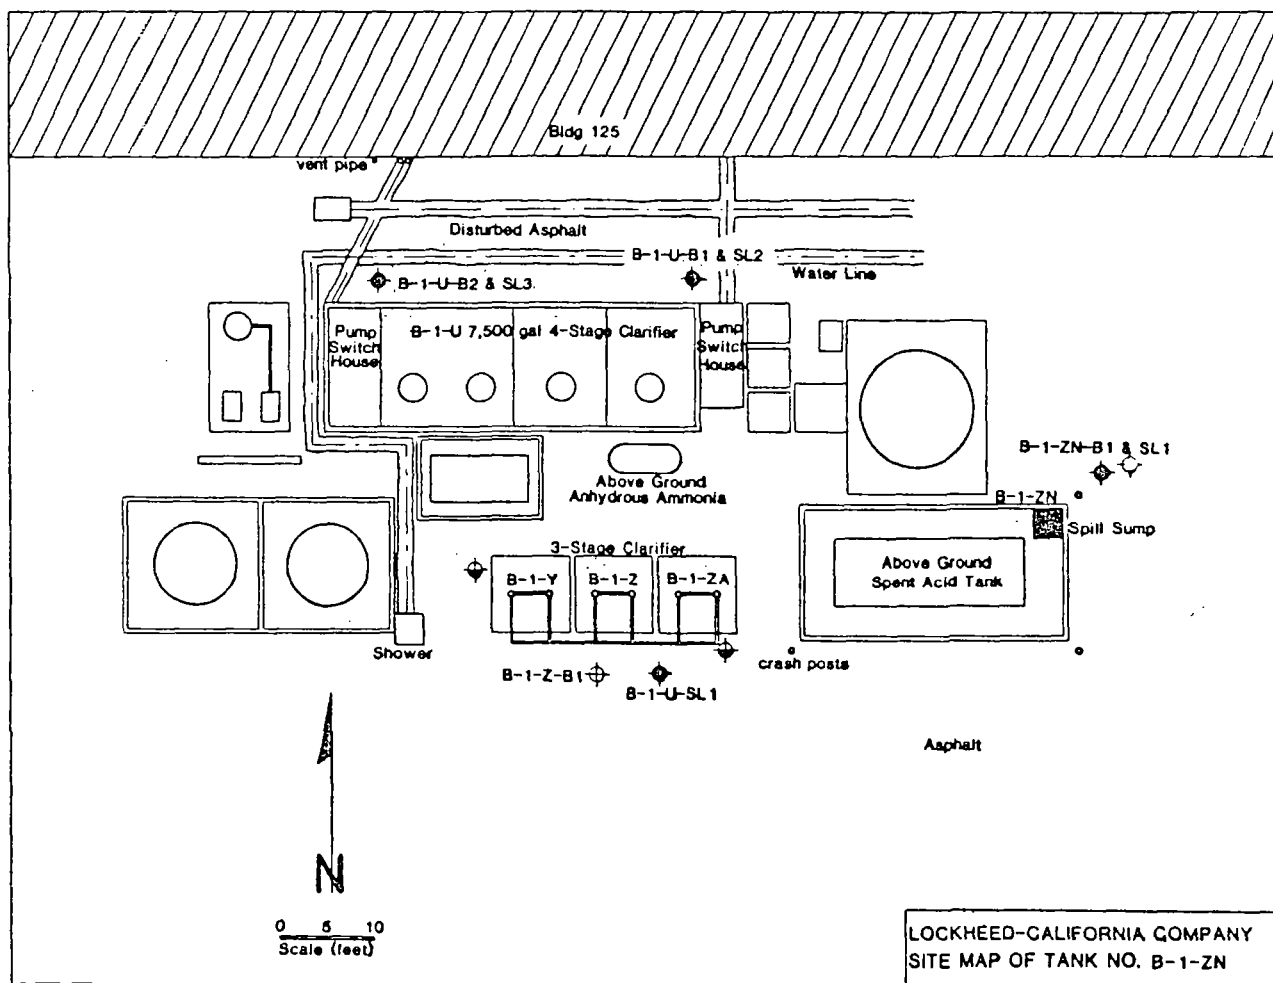 Bldg 125
vent pipe
Disturbed Asphalt
B-1-U-B1 & SL2
Water Line
B-1-U-B2 & SL3
Pump
Switch
House
B-1-U 7,500 gal 4-Stage Clarifier
Pump
Switch
House
B-1-ZN-B1 & SL1
Above Ground
Anhydrous Ammonia
B-1-ZN
Spill Sump
3-Stage Clarifier
Above Ground
Spent Acid Tank
B-1-Y
B-1-Z
B-1-ZA
Shower
crash posts
B-1-Z-B1
B-1-U-SL1
Asphalt
N
0 5 10
Scale (feet)
LOCKHEED-CALIFORNIA COMPANY
SITE MAP OF TANK NO. B-1-ZN